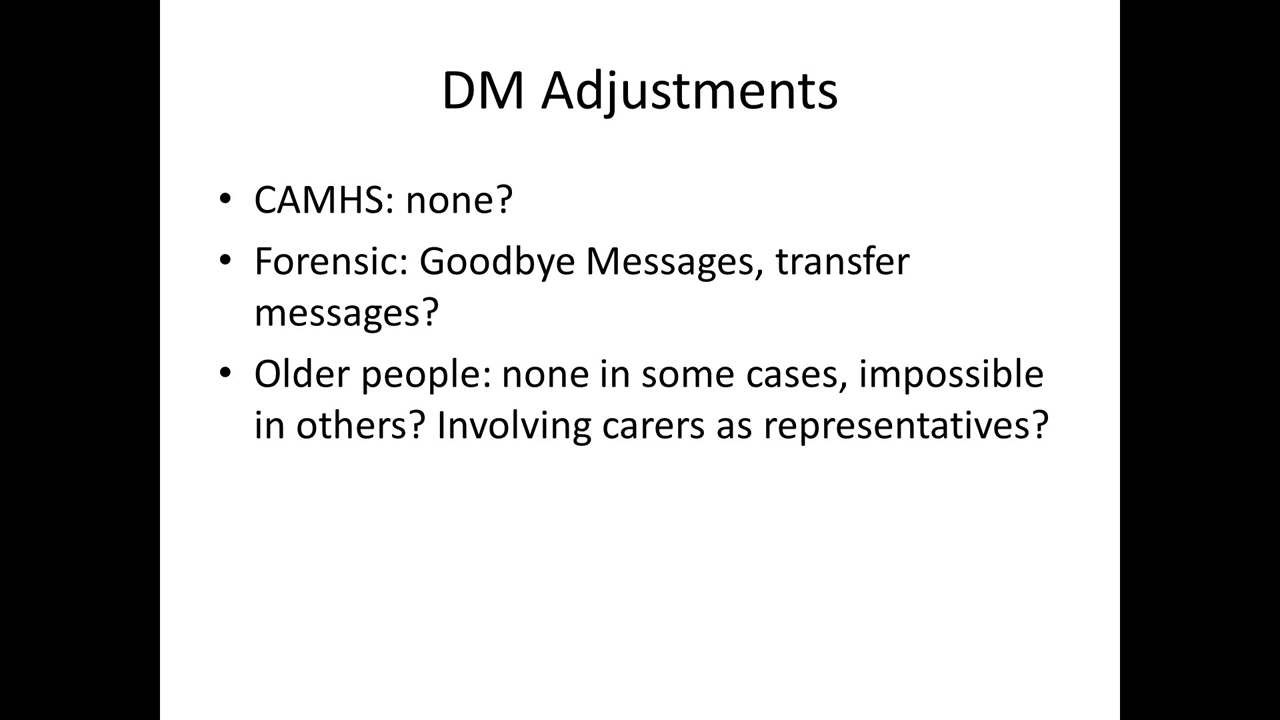 DM Adjustments
• CAMHS: none?
• Forensic: Goodbye Messages, transfer
messages?
• Older people: none in some cases, impossible
in others? Involving carers as representatives?